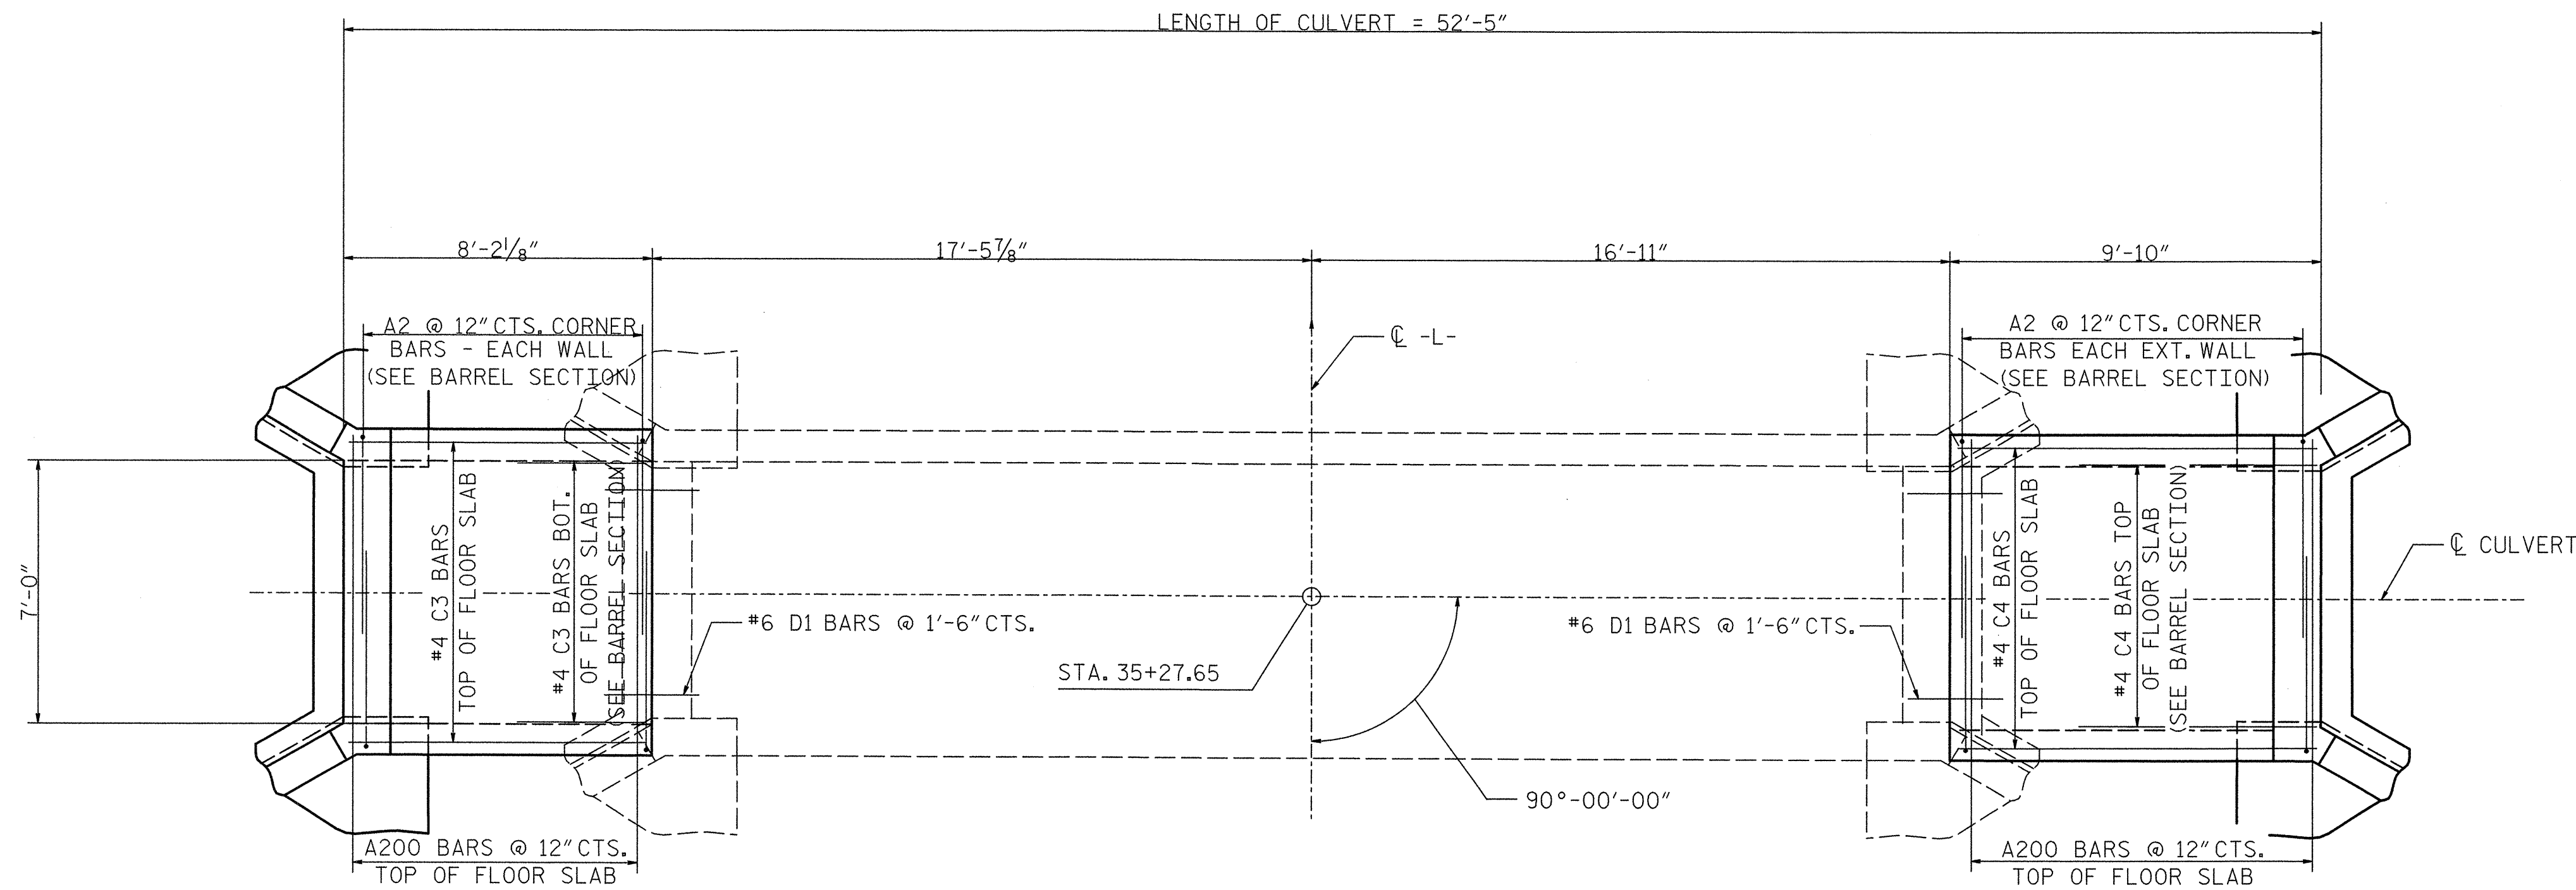 LENGTH OF CULVERT = 52'-5"
8'-2⅛"
17'-5⅞"
16'-11"
9'-10"
A2 @ 12" CTS. CORNER
BARS - EACH WALL
(SEE BARREL SECTION)
℄ -L-
A2 @ 12" CTS. CORNER
BARS EACH EXT. WALL
(SEE BARREL SECTION)
7'-0"
#4 C3 BARS
TOP OF FLOOR SLAB
#4 C3 BARS BOT.
OF FLOOR SLAB
(SEE BARREL SECTION)
#6 D1 BARS @ 1'-6" CTS.
STA. 35+27.65
#6 D1 BARS @ 1'-6" CTS.
#4 C4 BARS
TOP OF FLOOR SLAB
#4 C4 BARS TOP
OF FLOOR SLAB
(SEE BARREL SECTION)
℄ CULVERT
90°-00'-00"
A200 BARS @ 12" CTS.
TOP OF FLOOR SLAB
A200 BARS @ 12" CTS.
TOP OF FLOOR SLAB